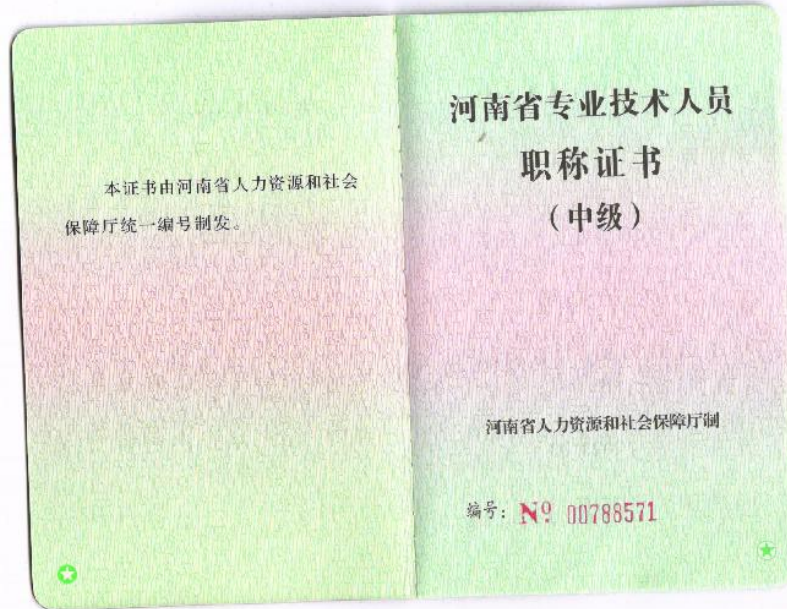 本证书由河南省人力资源和社会
保障厅统一编号制发。
河南省专业技术人员
职称证书
（中级）
河南省人力资源和社会保障厅制
编号：Nº 00788571